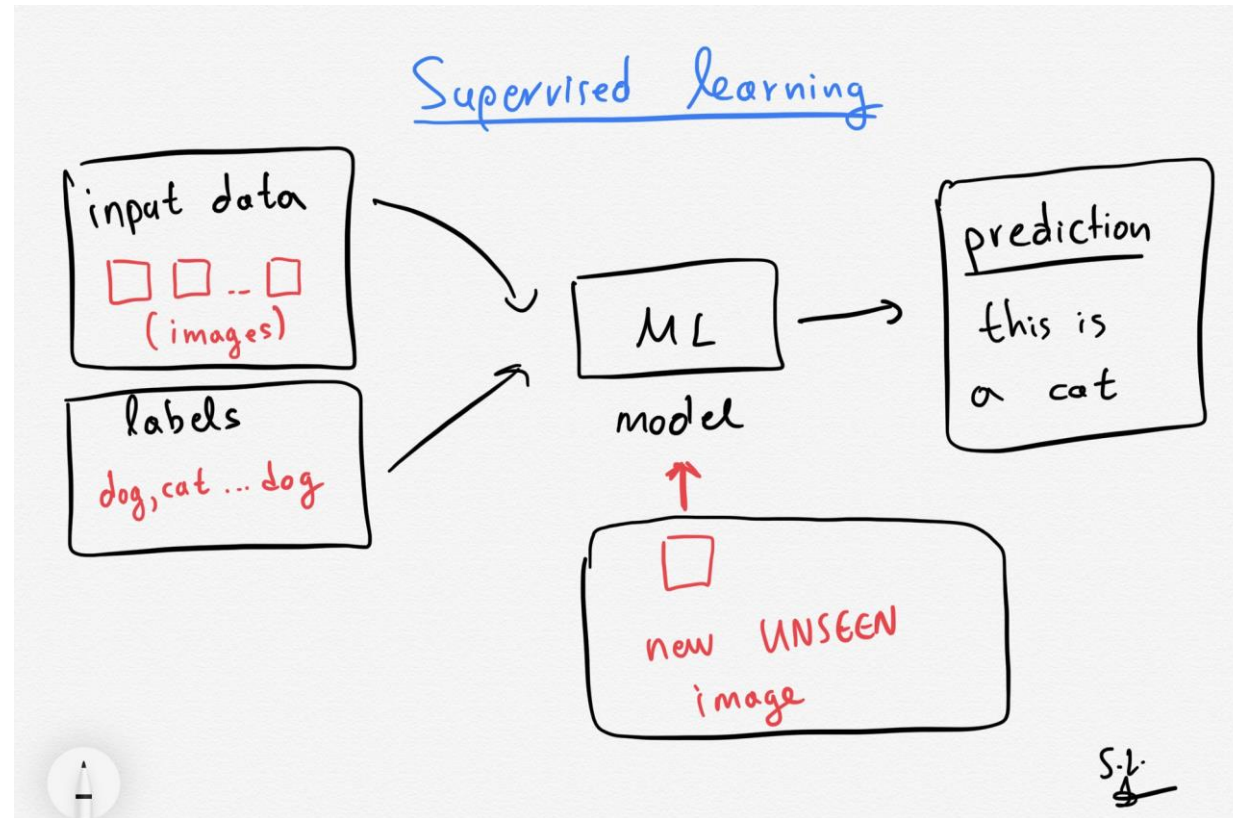 Supervised learning
input data
(images)
labels
dog, cat ... dog
ML
model
new UNSEEN
image
prediction
this is
a cat
S.L.